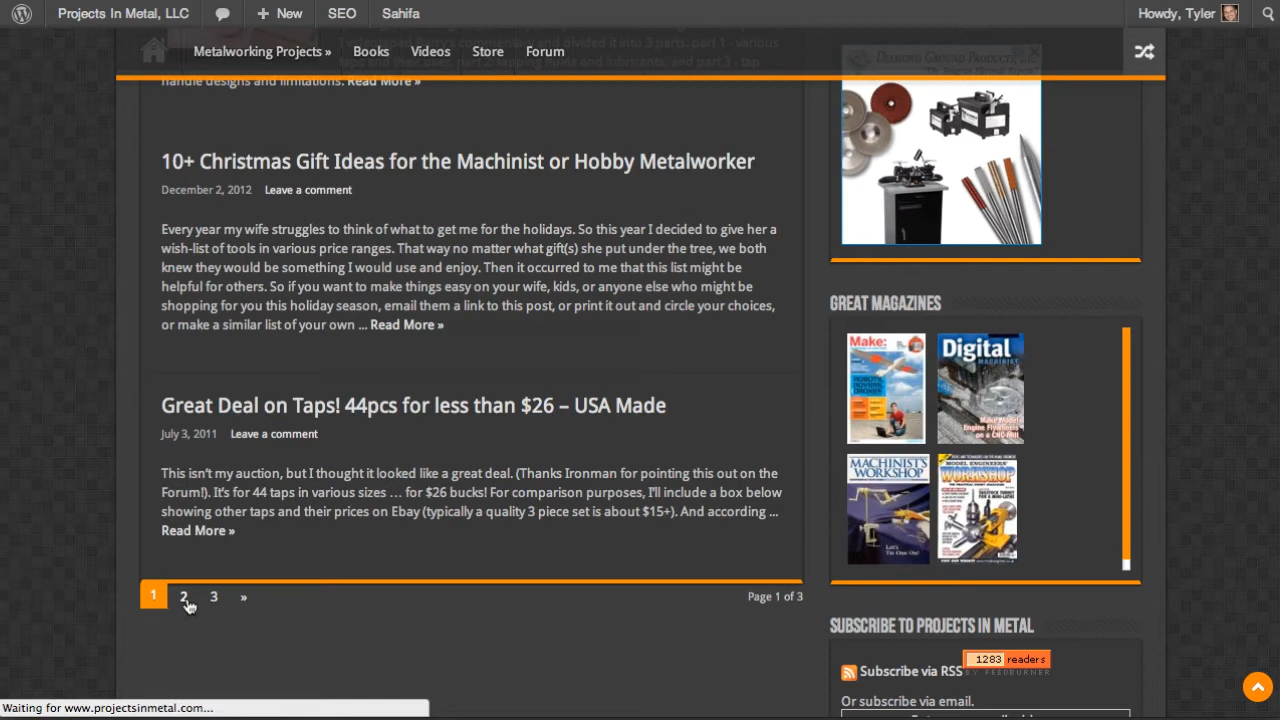 Projects In Metal, LLC
New
SEO
Sahifa
Howdy, Tyler
Metalworking Projects »
Books
Videos
Store
Forum
handle designs and limitations. Read More »
10+ Christmas Gift Ideas for the Machinist or Hobby Metalworker
December 2, 2012 Leave a comment
Every year my wife struggles to think of what to get me for the holidays. So this year I decided to give her a
wish-list of tools in various price ranges. That way no matter what gift(s) she put under the tree, we both
knew they would be something I would use and enjoy. Then it occurred to me that this list might be
helpful for others. So if you want to make things easy on your wife, kids, or anyone else who might be
shopping for you this holiday season, email them a link to this post, or print it out and circle your choices,
or make a similar list of your own ... Read More »
Great Deal on Taps! 44pcs for less than $26 – USA Made
July 3, 2011 Leave a comment
This isn't my auction, but I thought it looked like a great deal. (Thanks Ironman for pointing this out on the
Forum!). It's for 44 taps in various sizes … for $26 bucks! For comparison purposes, I'll include a box below
showing other taps and their prices on Ebay (typically a quality 3 piece set is about $15+). And according ...
Read More »
1 2 3 »
Page 1 of 3
DIAMOND GROUND PRODUCTS,
GREAT MAGAZINES
Make:
Digital
MACHINIST
MACHINIST'S
WORKSHOP
MODEL ENGINEERS'
WORKSHOP
SUBSCRIBE TO PROJECTS IN METAL
Subscribe via RSS
1283 readers
BY FEEDBURNER
Or subscribe via email.
Waiting for www.projectsinmetal.com...